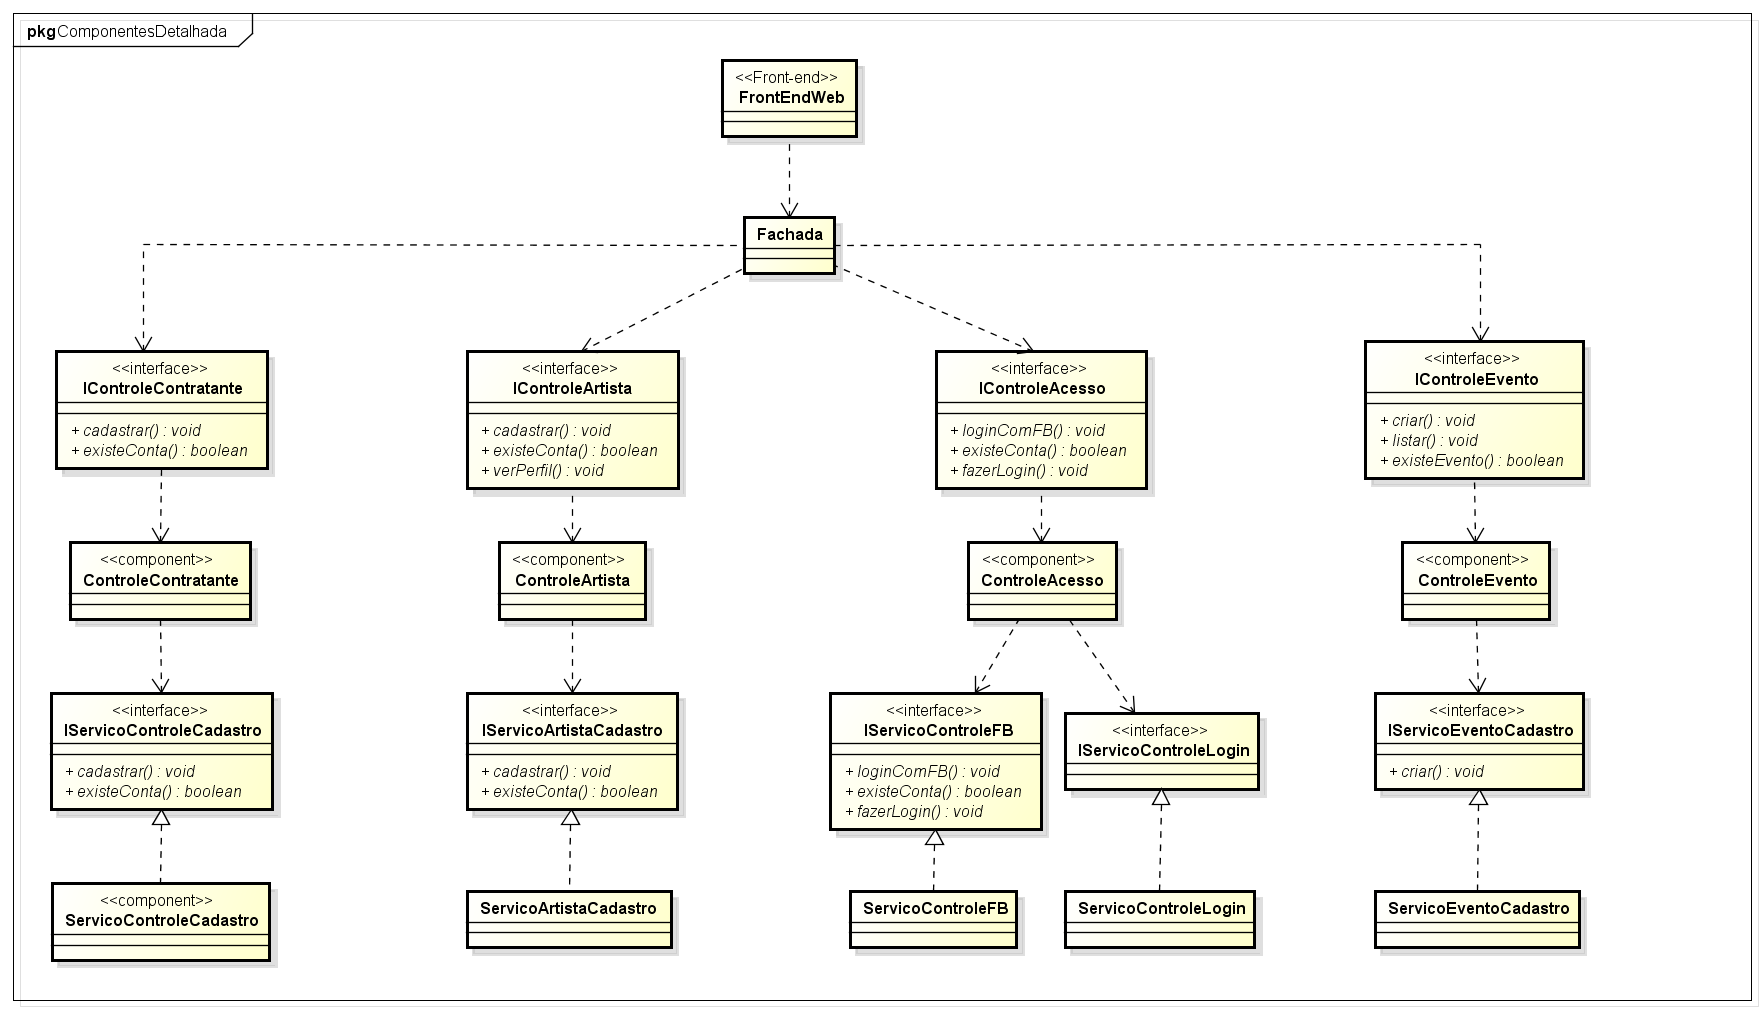 pkg ComponentesDetalhada
<<Front-end>>
FrontEndWeb
Fachada
<<interface>>
IControleContratante
+ cadastrar() : void
+ existeConta() : boolean
<<interface>>
IControleArtista
+ cadastrar() : void
+ existeConta() : boolean
+ verPerfil() : void
<<interface>>
IControleAcesso
+ loginComFB() : void
+ existeConta() : boolean
+ fazerLogin() : void
<<interface>>
IControleEvento
+ criar() : void
+ listar() : void
+ existeEvento() : boolean
<<component>>
ControleContratante
<<component>>
ControleArtista
<<component>>
ControleAcesso
<<component>>
ControleEvento
<<interface>>
IServicoControleCadastro
+ cadastrar() : void
+ existeConta() : boolean
<<interface>>
IServicoArtistaCadastro
+ cadastrar() : void
+ existeConta() : boolean
<<interface>>
IServicoControleFB
+ loginComFB() : void
+ existeConta() : boolean
+ fazerLogin() : void
<<interface>>
IServicoControleLogin
<<interface>>
IServicoEventoCadastro
+ criar() : void
<<component>>
ServicoControleCadastro
ServicoArtistaCadastro
ServicoControleFB
ServicoControleLogin
ServicoEventoCadastro